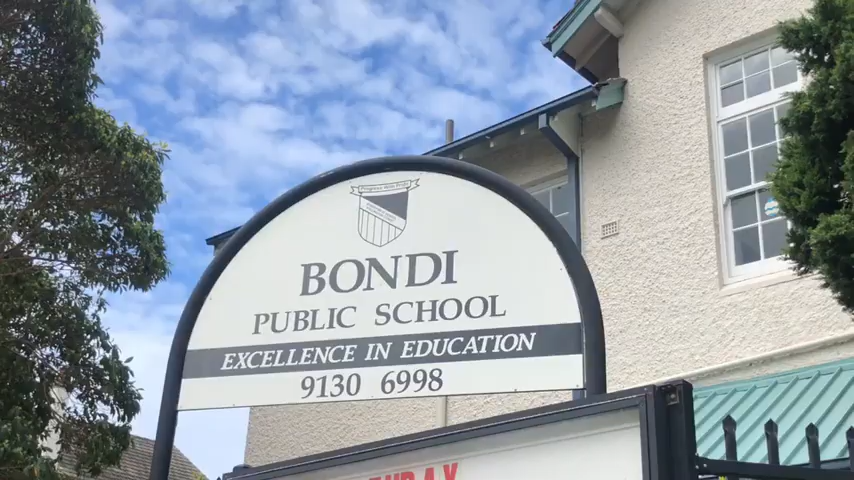 BONDI
PUBLIC SCHOOL
EXCELLENCE IN EDUCATION
9130 6998